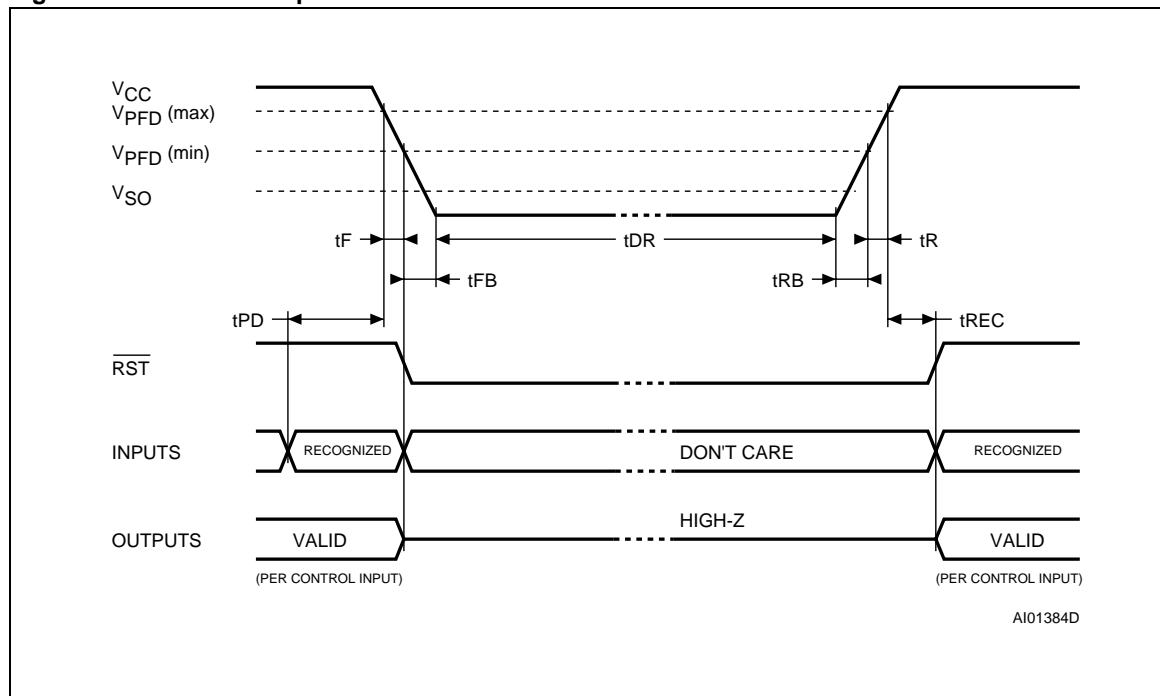 VCC
VPFD (max)
VPFD (min)
VSO
tF
tDR
tR
tFB
tRB
tPD
tREC
RST
INPUTS
RECOGNIZED
DON'T CARE
RECOGNIZED
HIGH-Z
OUTPUTS
VALID
VALID
(PER CONTROL INPUT)
(PER CONTROL INPUT)
AI01384D